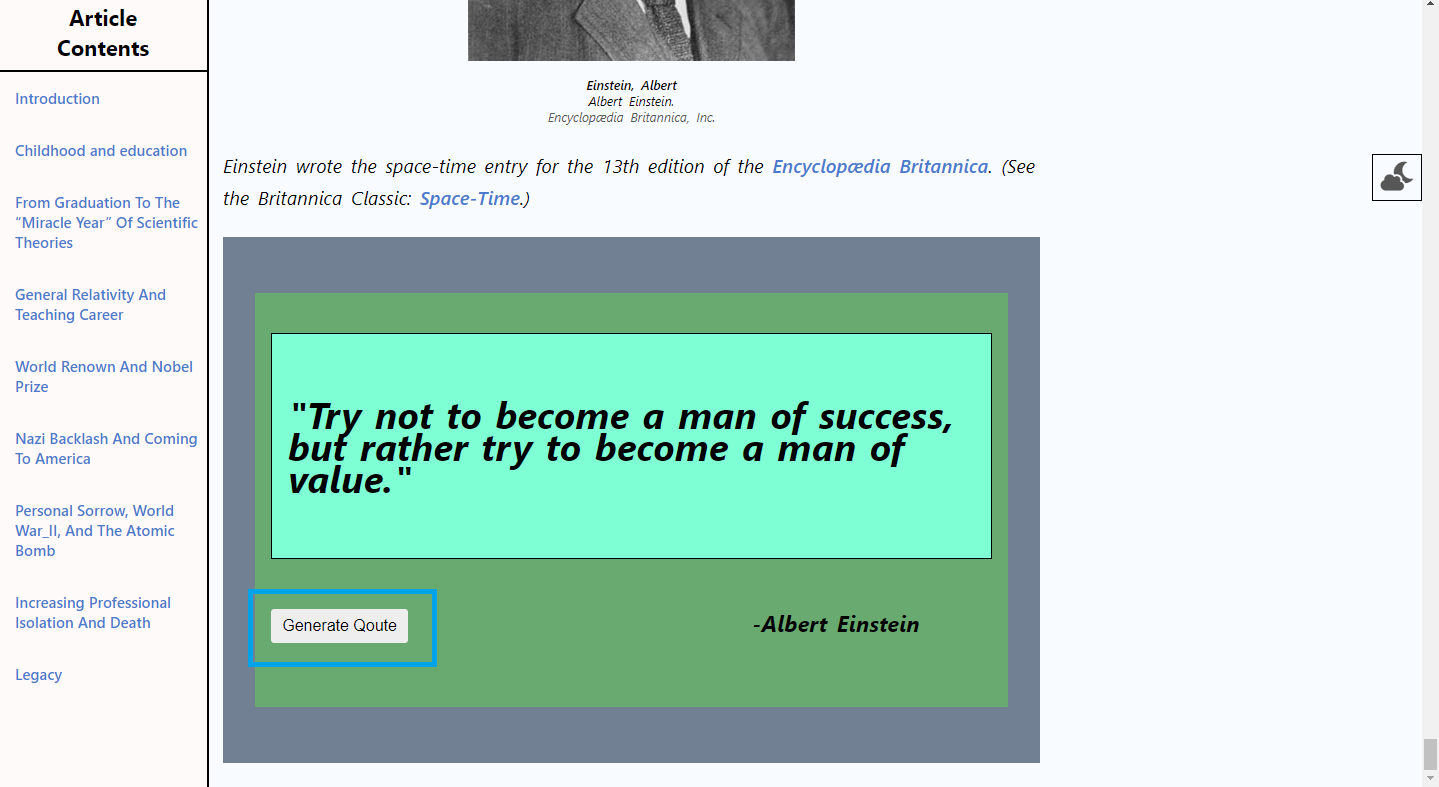 Article
Contents
Introduction
Childhood and education
From Graduation To The
“Miracle Year” Of Scientific
Theories
General Relativity And
Teaching Career
World Renown And Nobel
Prize
Nazi Backlash And Coming
To America
Personal Sorrow, World
War_II, And The Atomic
Bomb
Increasing Professional
Isolation And Death
Legacy
Einstein, Albert
Albert Einstein.
Encyclopædia Britannica, Inc.
Einstein wrote the space-time entry for the 13th edition of the Encyclopædia Britannica. (See
the Britannica Classic: Space-Time.)
"Try not to become a man of success,
but rather try to become a man of
value."
Generate Qoute
-Albert Einstein